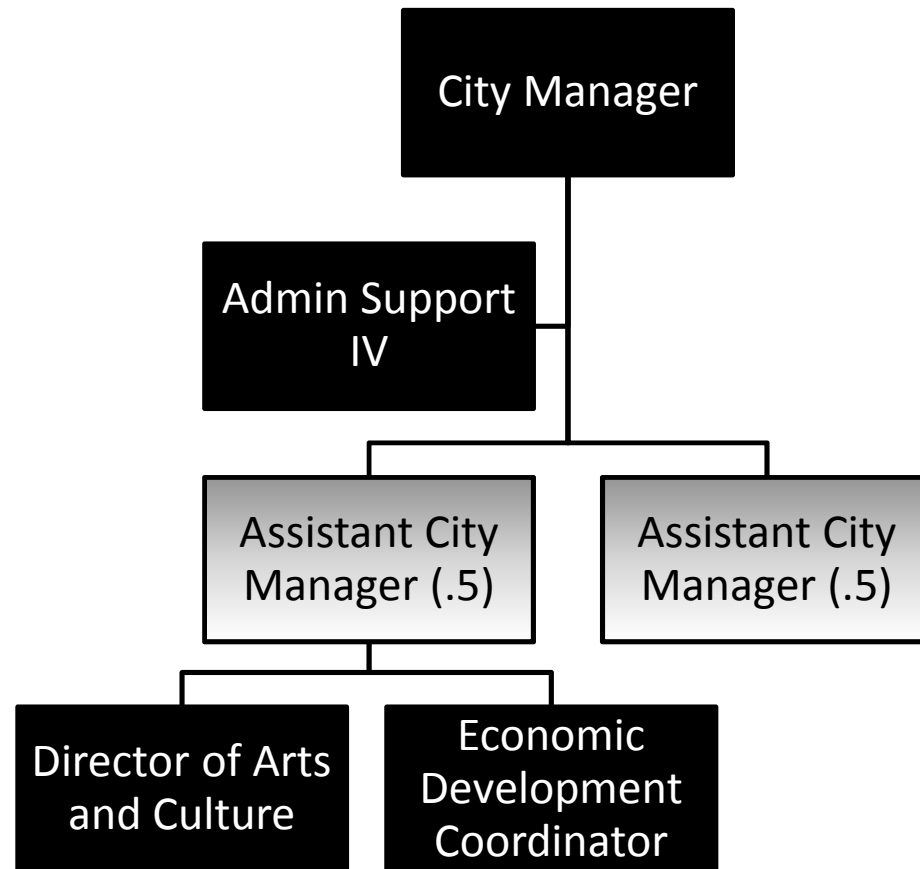 City Manager
Admin Support
IV
Assistant City
Manager (.5)
Assistant City
Manager (.5)
Director of Arts
and Culture
Economic
Development
Coordinator